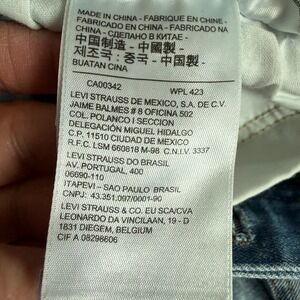 MADE IN CHINA - FABRIQUE EN CHINE -
FABRICADO EN CHINA - FABRICADO NA
CHINA - СДЕЛАНО В КИТАЕ -
中国制造 - 中國製 -
제조국: 중국 - 中国製 -
BUATAN CINA
CA00342 WPL 423
LEVI STRAUSS DE MEXICO, S.A. DE C.V.
JAIME BALMES # 8 OFICINA 502
COL. POLANCO I SECCION
DELEGACIÓN MIGUEL HIDALGO
C.P. 11510 CIUDAD DE MEXICO
R.F.C. LSM 660818 M-98 C.N.I.V. 3337
LEVI STRAUSS DO BRASIL
AV. PORTUGAL, 400
06690-110
ITAPEVI – SAO PAULO BRASIL
CNPJ: 43.351.097/0001-90
LEVI STRAUSS & CO. EU SCA/CVA
LEONARDO DA VINCILAAN, 19 - D
1831 DIEGEM, BELGIUM
CIF A 08298606